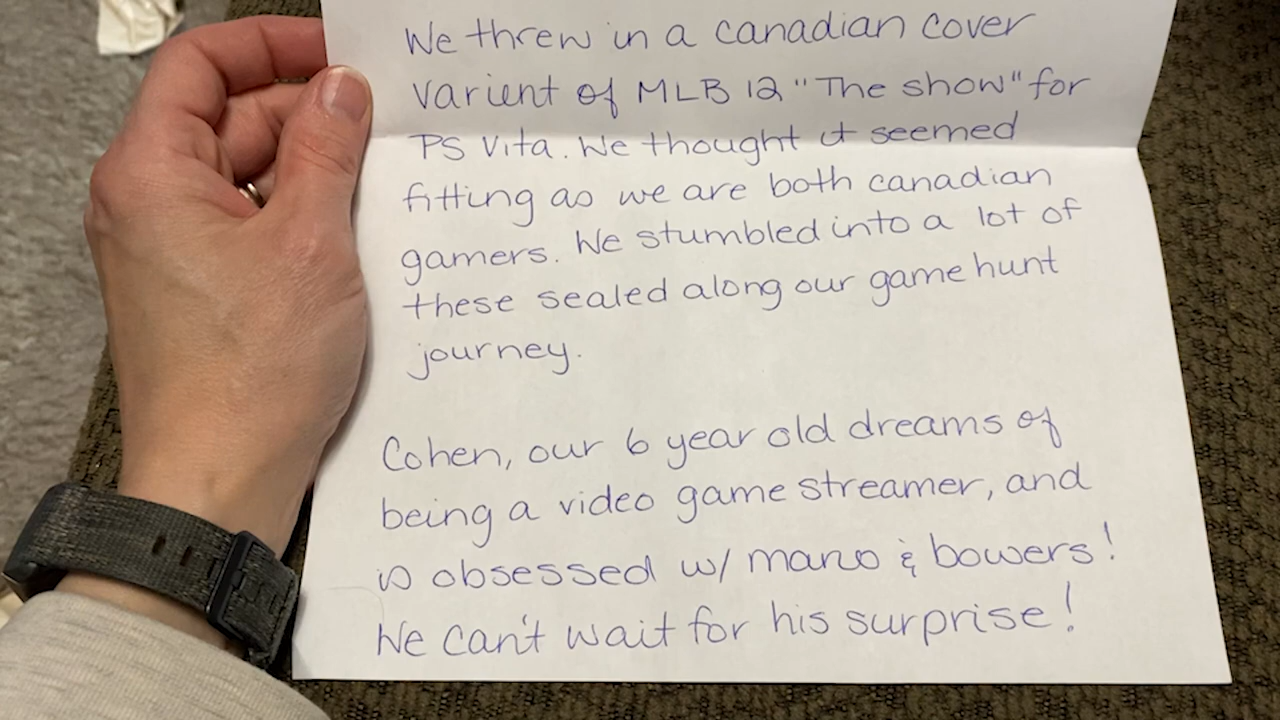 We threw in a canadian cover
varient of MLB 12 "The show" for
PS Vita. We thought it seemed
fitting as we are both canadian
gamers. We stumbled into a lot of
these sealed along our game hunt
journey.
Cohen, our 6 year old dreams of
being a video game streamer, and
is obsessed w/ mario & bowers!
We can't wait for his surprise!